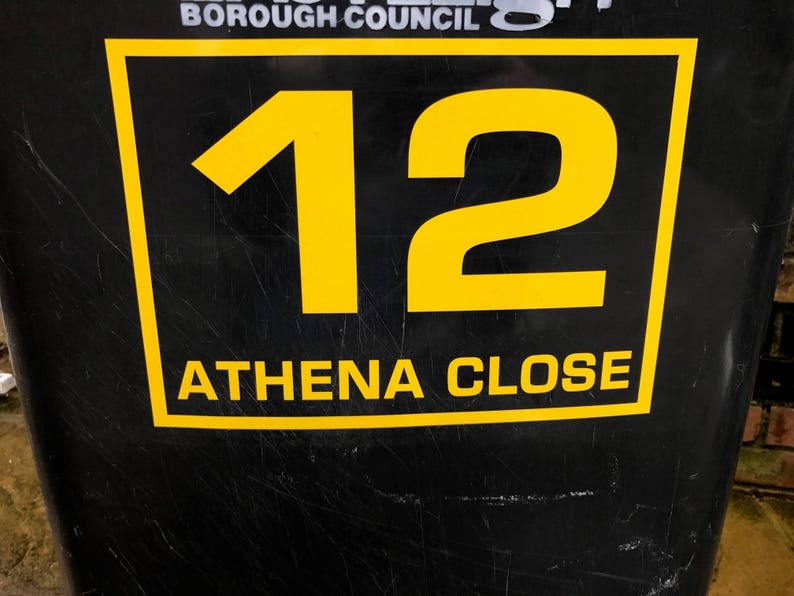 BOROUGH COUNCIL
12
ATHENA CLOSE